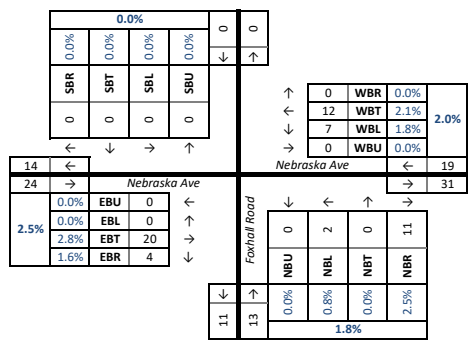 0.0%
0.0% 0.0% 0.0% 0.0% 0 0
↓ ↑
SBR SBT SBL SBU
0 0 0 0
← ↓ → ↑
↑ 0 WBR 0.0%
← 12 WBT 2.1% 2.0%
↓ 7 WBL 1.8%
→ 0 WBU 0.0%
14 ← Nebraska Ave ← 19
24 → Nebraska Ave → 31
2.5%
0.0% EBU 0 ←
0.0% EBL 0 ↑
2.8% EBT 20 →
1.6% EBR 4 ↓
Foxhall Road
↓ ← ↑ →
0 2 0 11
NBU NBL NBT NBR
↓ ↑
11 13 0.0% 0.8% 0.0% 2.5%
1.8%